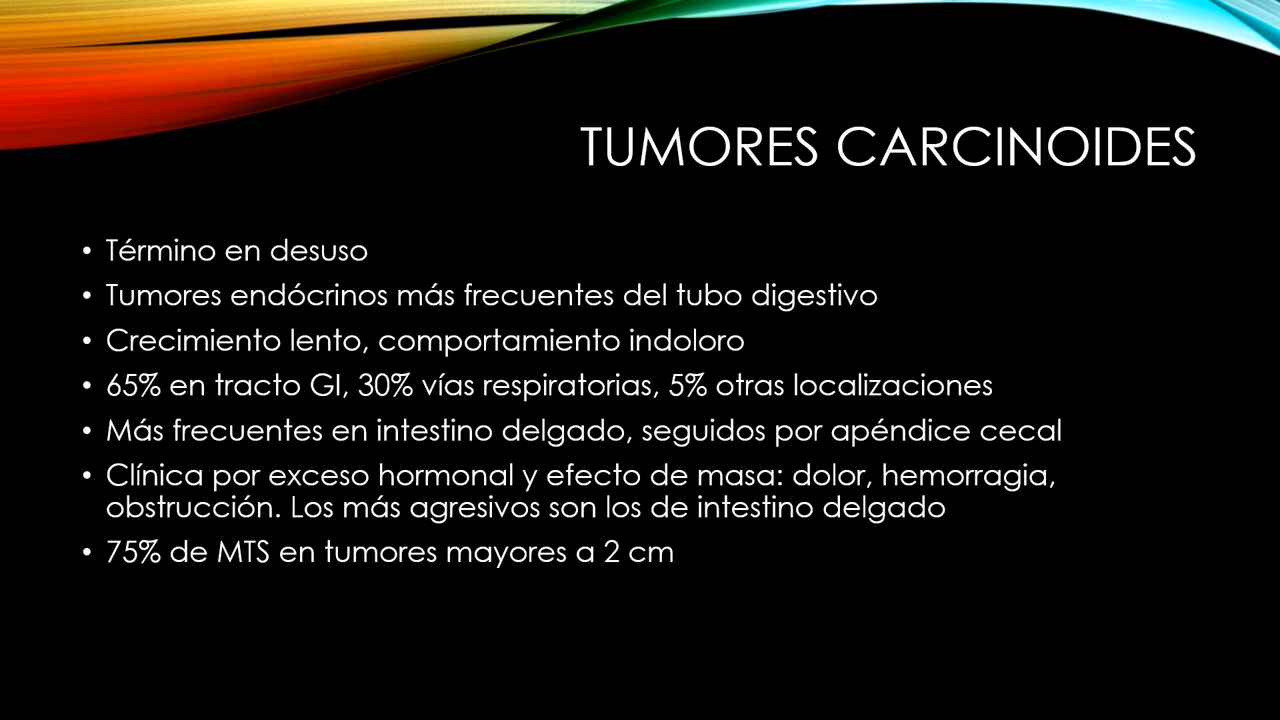 TUMORES CARCINOIDES
• Término en desuso
• Tumores endócrinos más frecuentes del tubo digestivo
• Crecimiento lento, comportamiento indoloro
• 65% en tracto GI, 30% vías respiratorias, 5% otras localizaciones
• Más frecuentes en intestino delgado, seguidos por apéndice cecal
• Clínica por exceso hormonal y efecto de masa: dolor, hemorragia,
obstrucción. Los más agresivos son los de intestino delgado
• 75% de MTS en tumores mayores a 2 cm